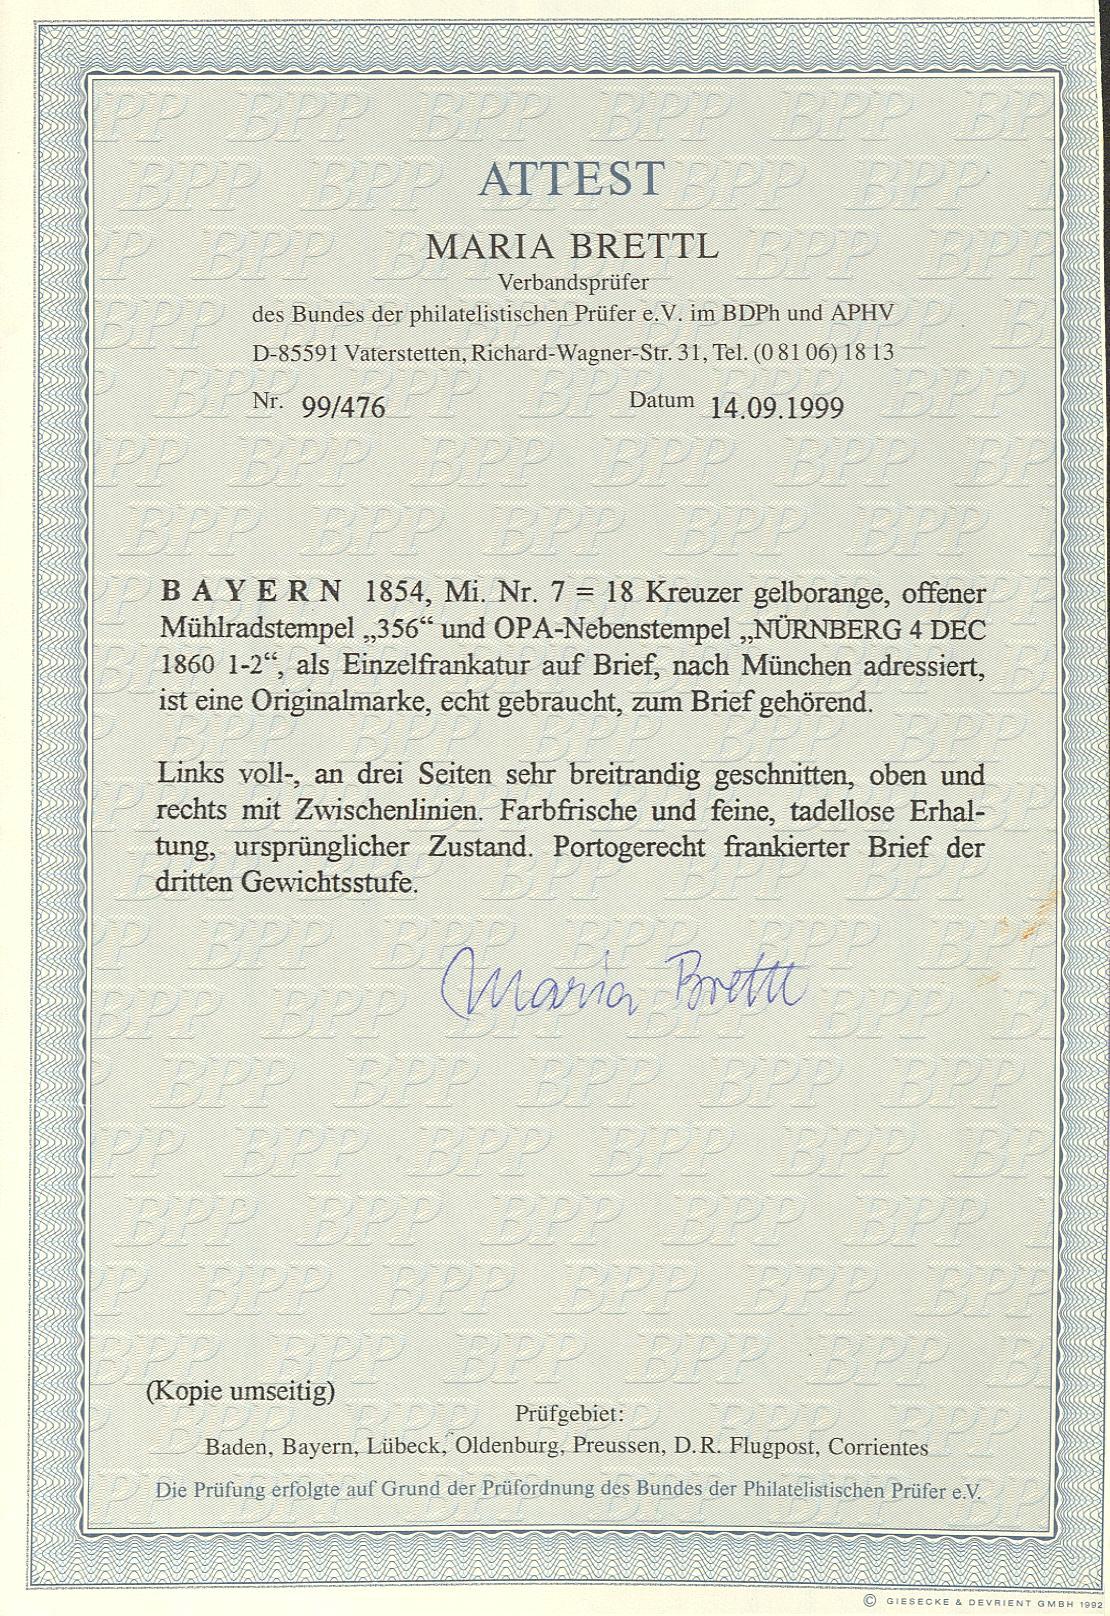 ATTEST
MARIA BRETTL
Verbandsprüfer
des Bundes der philatelistischen Prüfer e.V. im BDPh und APHV
D-85591 Vaterstetten, Richard-Wagner-Str. 31, Tel. (0 81 06) 18 13
Nr. 99/476 Datum 14.09.1999
BAYERN 1854, Mi. Nr. 7 = 18 Kreuzer gelborange, offener
Mühlradstempel „356“ und OPA-Nebenstempel „NÜRNBERG 4 DEC
1860 1-2“, als Einzelfrankatur auf Brief, nach München adressiert,
ist eine Originalmarke, echt gebraucht, zum Brief gehörend.
Links voll-, an drei Seiten sehr breitrandig geschnitten, oben und
rechts mit Zwischenlinien. Farbfrische und feine, tadellose Erhal-
tung, ursprünglicher Zustand. Portogerecht frankierter Brief der
dritten Gewichtsstufe.
Maria Brettl
(Kopie umseitig)
Prüfgebiet:
Baden, Bayern, Lübeck, Oldenburg, Preussen, D.R. Flugpost, Corrientes
Die Prüfung erfolgte auf Grund der Prüfordnung des Bundes der Philatelistischen Prüfer e.V.
© GIESECKE & DEVRIENT GMBH 1992